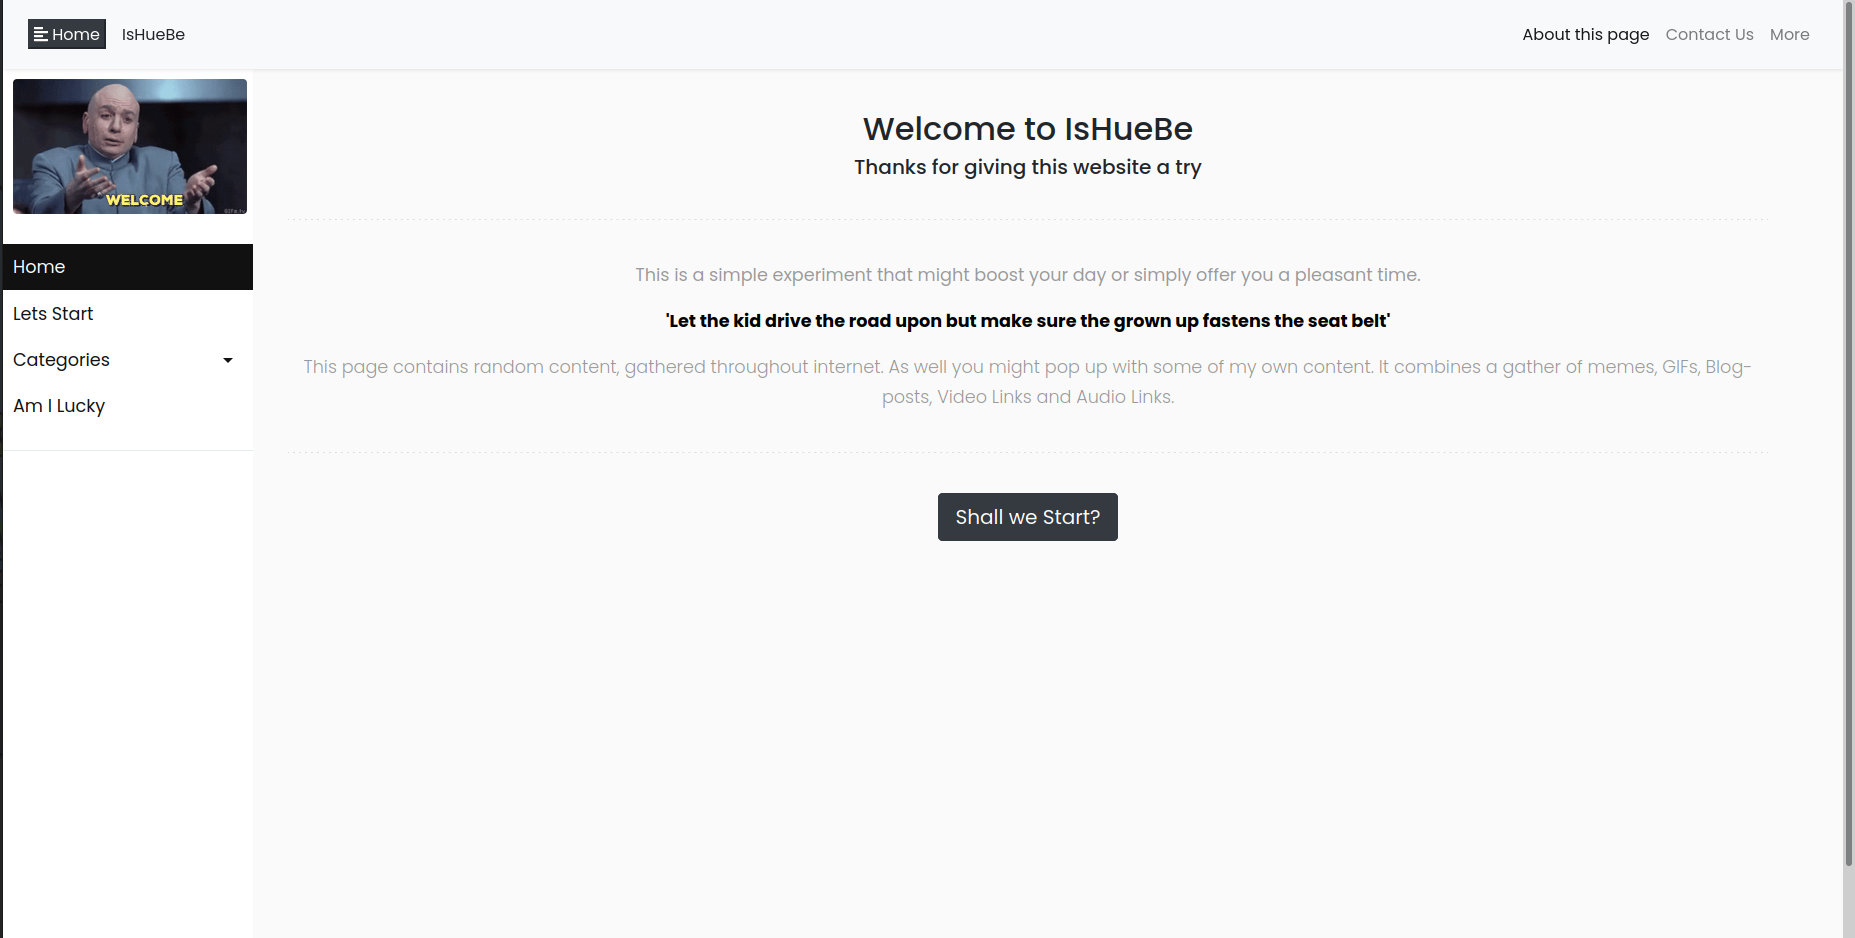 Home IsHueBe About this page Contact Us More
WELCOME
Home
Lets Start
Categories
Am I Lucky
Welcome to IsHueBe
Thanks for giving this website a try
This is a simple experiment that might boost your day or simply offer you a pleasant time.
'Let the kid drive the road upon but make sure the grown up fastens the seat belt'
This page contains random content, gathered throughout internet. As well you might pop up with some of my own content. It combines a gather of memes, GIFs, Blog-
posts, Video Links and Audio Links.
Shall we Start?